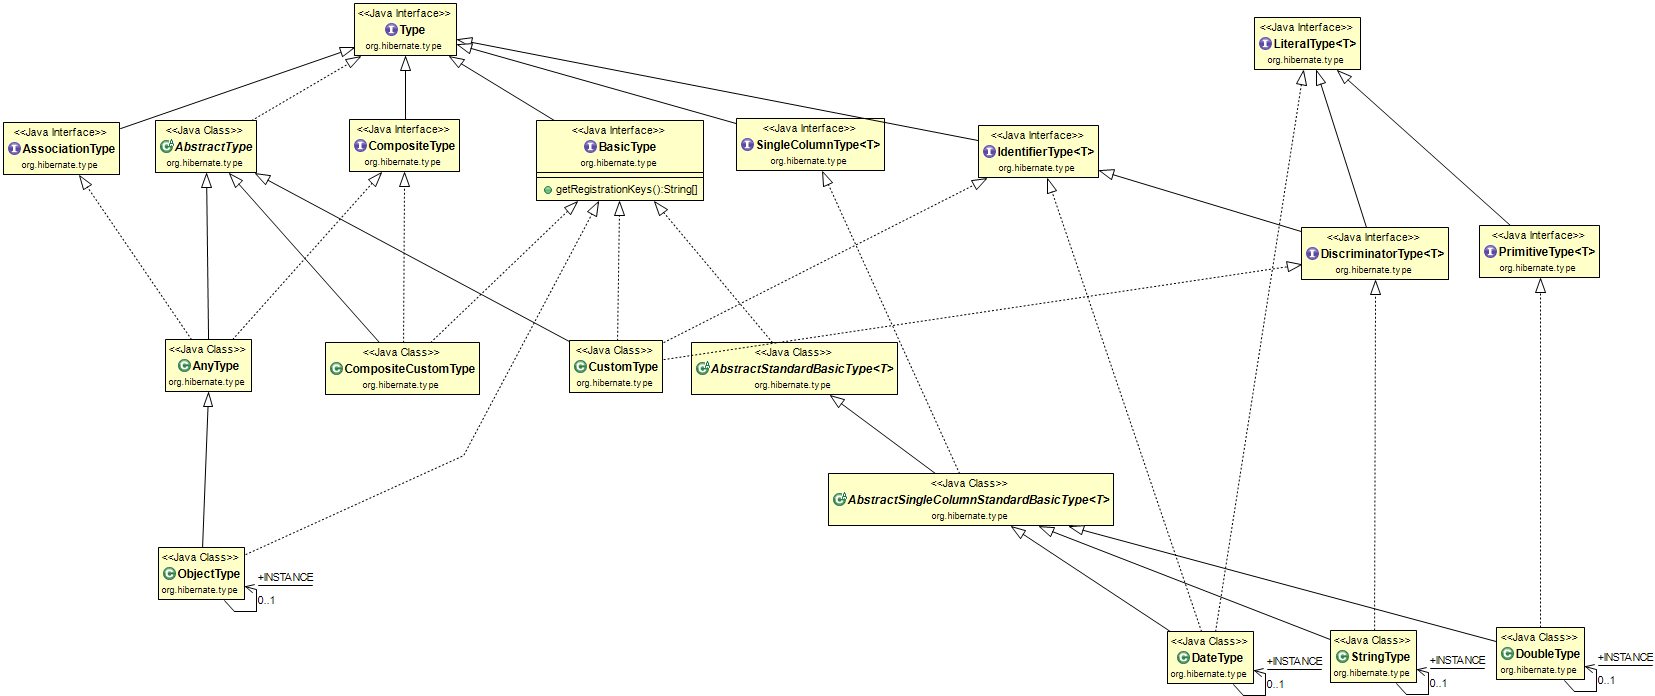 <<Java Interface>>
Type
org.hibernate.type
<<Java Interface>>
LiteralType<T>
org.hibernate.type
<<Java Interface>>
AssociationType
org.hibernate.type
<<Java Class>>
AbstractType
org.hibernate.type
<<Java Interface>>
CompositeType
org.hibernate.type
<<Java Interface>>
BasicType
org.hibernate.type
getRegistrationKeys():String[]
<<Java Interface>>
SingleColumnType<T>
org.hibernate.type
<<Java Interface>>
IdentifierType<T>
org.hibernate.type
<<Java Interface>>
DiscriminatorType<T>
org.hibernate.type
<<Java Interface>>
PrimitiveType<T>
org.hibernate.type
<<Java Class>>
AnyType
org.hibernate.type
<<Java Class>>
CompositeCustomType
org.hibernate.type
<<Java Class>>
CustomType
org.hibernate.type
<<Java Class>>
AbstractStandardBasicType<T>
org.hibernate.type
<<Java Class>>
AbstractSingleColumnStandardBasicType<T>
org.hibernate.type
<<Java Class>>
ObjectType
org.hibernate.type
+INSTANCE
0..1
<<Java Class>>
DateType
org.hibernate.type
+INSTANCE
0..1
<<Java Class>>
StringType
org.hibernate.type
+INSTANCE
0..1
<<Java Class>>
DoubleType
org.hibernate.type
+INSTANCE
0..1